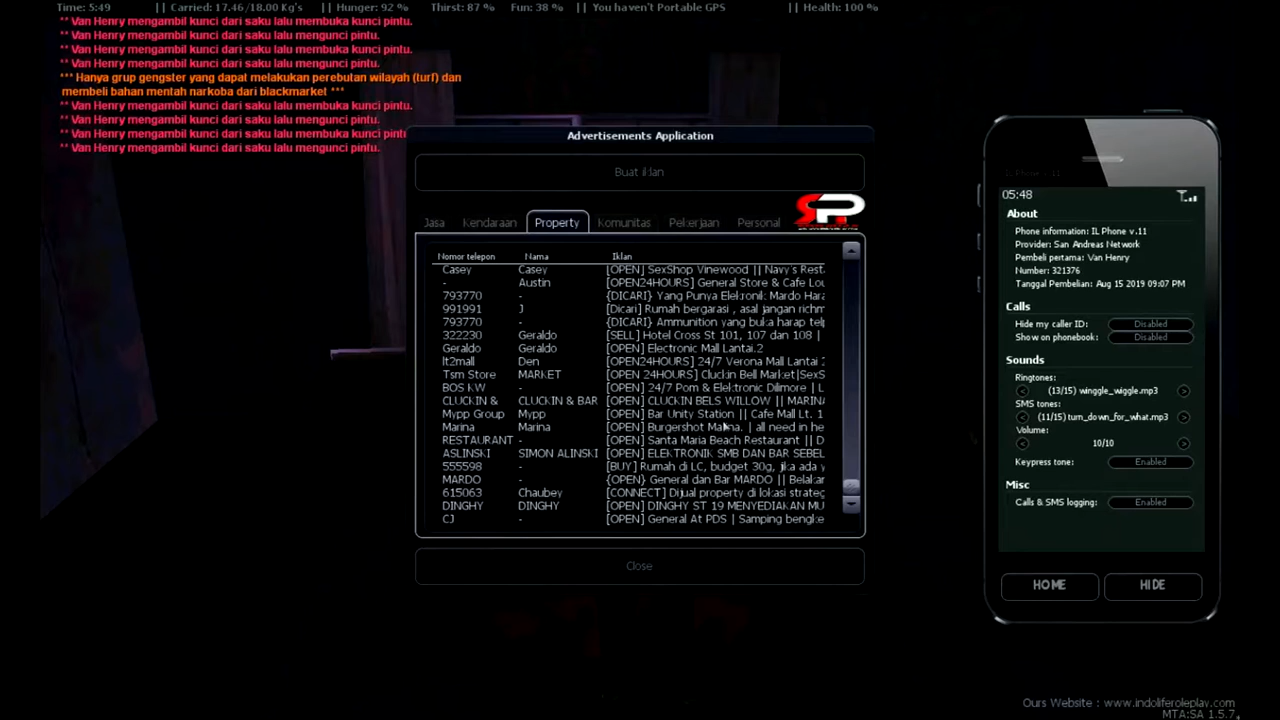 Time: 5:49 || Carried: 17.46/18.00 Kg's || Hunger: 92 % Thirst: 87 % Fun: 38 % || You haven't Portable GPS || Health: 100 %
** Van Henry mengambil kunci dari saku lalu membuka kunci pintu.
** Van Henry mengambil kunci dari saku lalu mengunci pintu.
** Van Henry mengambil kunci dari saku lalu membuka kunci pintu.
** Van Henry mengambil kunci dari saku lalu mengunci pintu.
*** Hanya grup gengster yang dapat melakukan perebutan wilayah (turf) dan
membeli bahan mentah narkoba dari blackmarket ***
** Van Henry mengambil kunci dari saku lalu membuka kunci pintu.
** Van Henry mengambil kunci dari saku lalu mengunci pintu.
** Van Henry mengambil kunci dari saku lalu membuka kunci pintu
** Van Henry mengambil kunci dari saku lalu mengunci pintu.
Advertisements Application
Buat iklan
RP
Jasa Kendaraan Property Komunitas Pekerjaan Personal
Nomor telepon Nama Iklan
Casey Casey [OPEN] SexShop Vinewood || Navy's Rest
- Austin [OPEN24HOURS] General Store & Cafe Lou
793770 - {DICARI} Yang Punya Elektronik Mardo Hara
991991 J [Dicari] Rumah bergarasi , asal jangan richm
793770 - {DICARI} Ammunition yang buka harap tel
322230 Geraldo [SELL] Hotel Cross St 101, 107 dan 108 |
Geraldo Geraldo [OPEN] Electronic Mall Lantai.2
lt2mall Den [OPEN24HOURS] 24/7 Verona Mall Lantai 2
Tsm Store MARKET [OPEN 24HOURS] Cluckin Bell Market|SexS
BOS KW - [OPEN] 24/7 Pom & Elektronic Dilimore | L
CLUCKIN & CLUCKIN & BAR [OPEN] CLUCKIN BELS WILLOW || MARINA
Mypp Group Mypp [OPEN] Bar Unity Station || Cafe Mall Lt. 1
Marina Marina [OPEN] Burgershot Marina. | all need in he
RESTAURANT - [OPEN] Santa Maria Beach Restaurant || D
ASLINSKI SIMON ALINSKI [OPEN] ELEKTRONIK SMB DAN BAR SEBEL
555598 - [BUY] Rumah di LC, budget 30g, jika ada y
MARDO - {OPEN} General dan Bar MARDO || Belakan
615063 Chaubey [CONNECT] Dijual property di lokasi strateg
DINGHY DINGHY [OPEN] DINGHY ST 19 MENYEDIAKAN MU
CJ - [OPEN] General At PDS | Samping bengke
Close
IL Phone v.11
05:48
About
Phone information: IL Phone v.11
Provider: San Andreas Network
Pembeli pertama: Van Henry
Number: 321376
Tanggal Pembelian: Aug 15 2019 09:07 PM
Calls
Hide my caller ID: Disabled
Show on phonebook: Disabled
Sounds
Ringtones:
< (13/15) winggle_wiggle.mp3 >
SMS tones:
< (11/15) turn_down_for_what.mp3 >
Volume:
< 10/10 >
Keypress tone: Enabled
Misc
Calls & SMS logging: Enabled
HOME HIDE
Ours Website : www.indoliferoleplay.com
MTA:SA 1.5.7